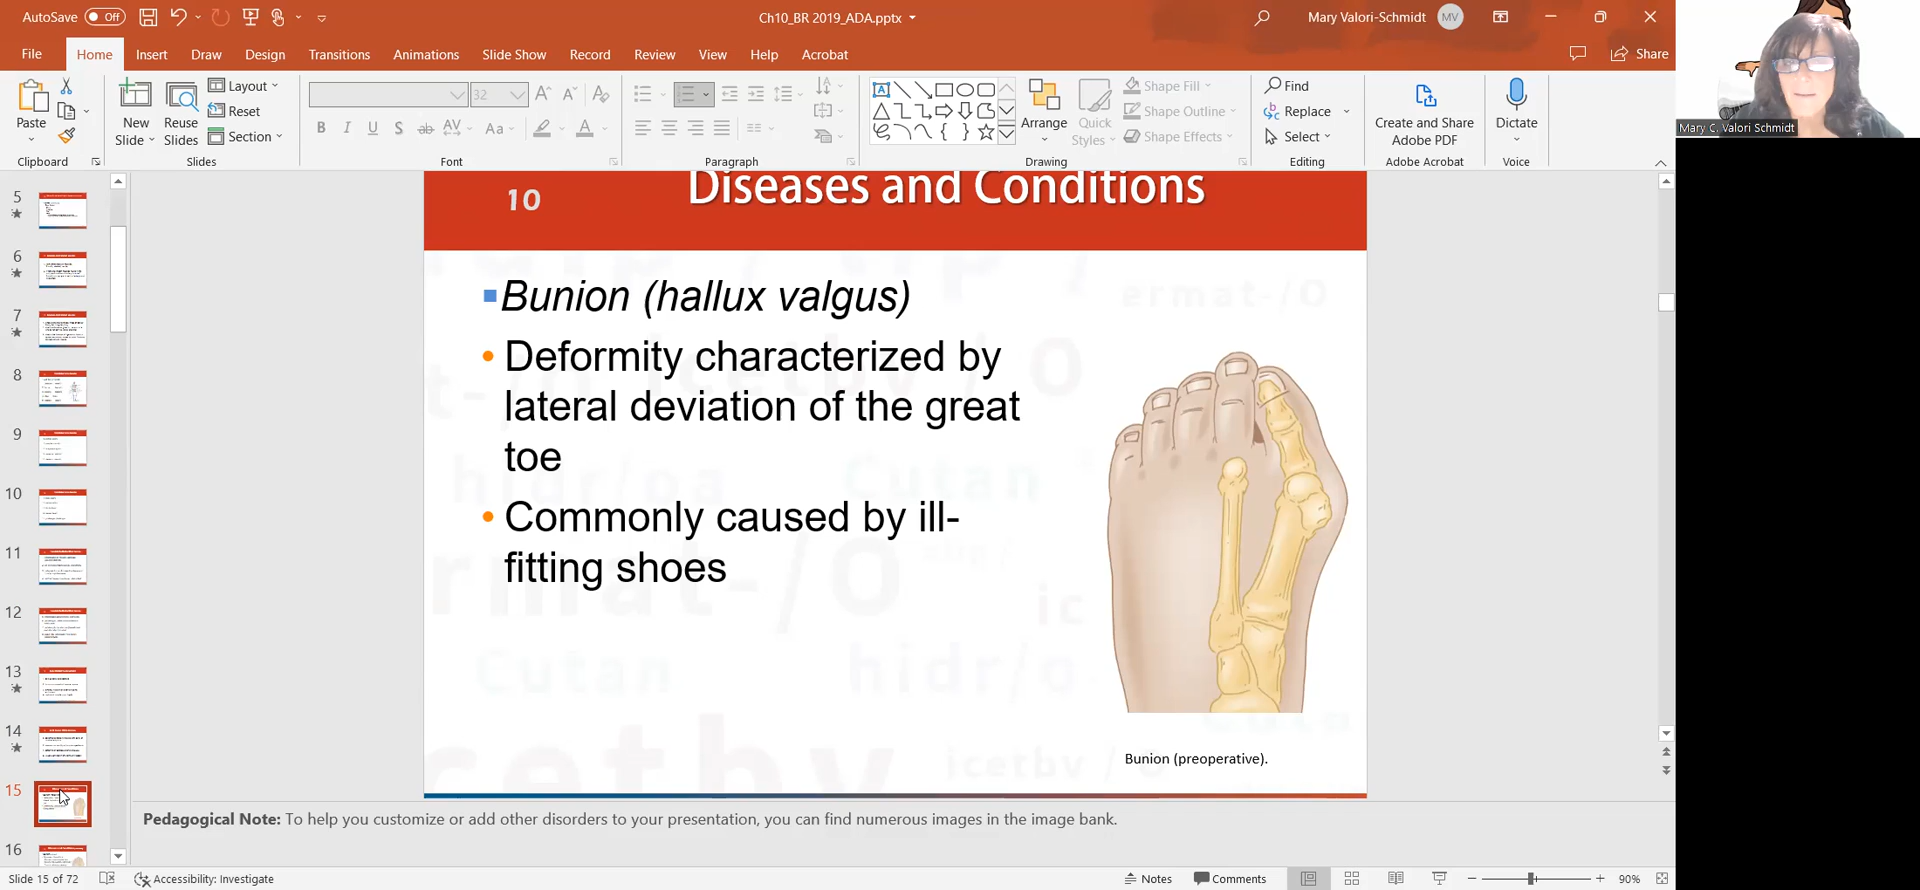 AutoSave Off
Ch10_BR 2019_ADA.pptx
Mary Valori-Schmidt MV
File Home Insert Draw Design Transitions Animations Slide Show Record Review View Help Acrobat Share
Paste
Clipboard
New Slide
Reuse Slides
Layout
Reset
Section
Slides
32
Font
Paragraph
Arrange
Quick Styles
Shape Fill
Shape Outline
Shape Effects
Drawing
Find
Replace
Select
Editing
Create and Share
Adobe PDF
Adobe Acrobat
Dictate
Voice
Mary C. Valori Schmidt
5
6
7
8
9
10
11
12
13
14
15
16
10 Diseases and Conditions
Bunion (hallux valgus)
Deformity characterized by
lateral deviation of the great
toe
Commonly caused by ill-
fitting shoes
Bunion (preoperative).
Pedagogical Note: To help you customize or add other disorders to your presentation, you can find numerous images in the image bank.
Slide 15 of 72 Accessibility: Investigate Notes Comments 90%